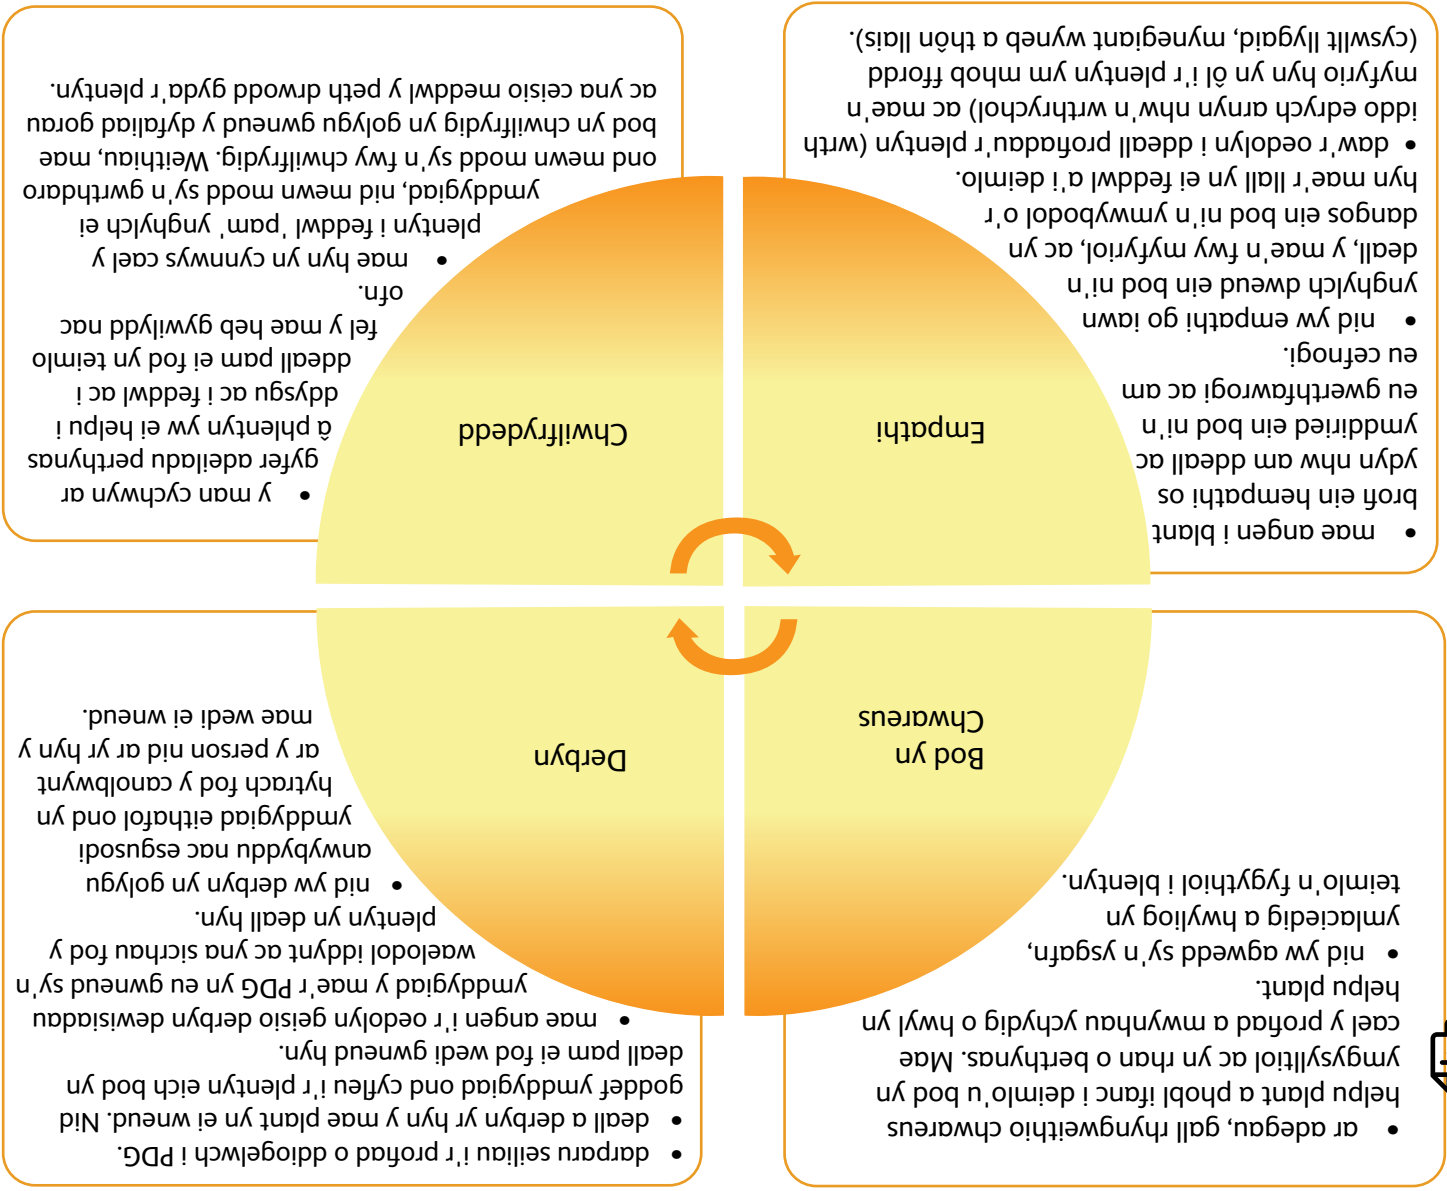 • ar adegau, gall rhyngweithio chwareus
helpu plant a phobl ifanc i deimlo'u bod yn
ymgysylltiol ac yn rhan o berthynas. Mae
cael y profiad a mwynhau ychydig o hwyl yn
helpu plant.
• nid yw agwedd sy'n ysgafn,
ymlaciedig a hwyliog yn
teimlo'n fygythiol i blentyn.
Bod yn
Chwareus
• darparu seiliau i'r profiad o ddiogelwch i PDG.
• deall a derbyn yr hyn y mae plant yn ei wneud. Nid
goddef ymddygiad ond cyfleu i'r plentyn eich bod yn
deall pam ei fod wedi gwneud hyn.
• mae angen i'r oedolyn geisio derbyn dewisiadau
ymddygiad y mae'r PDG yn eu gwneud sy'n
waelodol iddynt ac yna sicrhau fod y
plentyn yn deall hyn.
• nid yw derbyn yn golygu
anwybyddu nac esgusodi
ymddygiad eithafol ond yn
hytrach fod y canolbwynt
ar y person nid ar yr hyn y
mae wedi ei wneud.
Derbyn
• mae angen i blant
brofi ein hempathi os
ydyn nhw am ddeall ac
ymddiried ein bod ni'n
eu gwerthfawrogi ac am
eu cefnogi.
• nid yw empathi go iawn
ynghylch dweud ein bod ni'n
deall, y mae'n fwy myfyriol, ac yn
dangos ein bod ni'n ymwybodol o'r
hyn mae'r llall yn ei feddwl a'i deimlo.
• daw'r oedolyn i ddeall profiadau'r plentyn (wrth
iddo edrych arnyn nhw'n wrthrychol) ac mae'n
myfyrio hyn yn ôl i'r plentyn ym mhob ffordd
(cyswllt llygaid, mynegiant wyneb a thôn llais).
Empathi
• y man cychwyn ar
gyfer adeiladu perthynas
â phlentyn yw ei helpu i
ddysgu ac i feddwl ac i
ddeall pam ei fod yn teimlo
fel y mae heb gywilydd nac
ofn.
• mae hyn yn cynnwys cael y
plentyn i feddwl 'pam' ynghylch ei
ymddygiad, nid mewn modd sy'n gwrthdaro
ond mewn modd sy'n fwy chwilfrydig. Weithiau, mae
bod yn chwilfrydig yn golygu gwneud y dyfaliad gorau
ac yna ceisio meddwl y peth drwodd gyda'r plentyn.
Chwilfrydedd